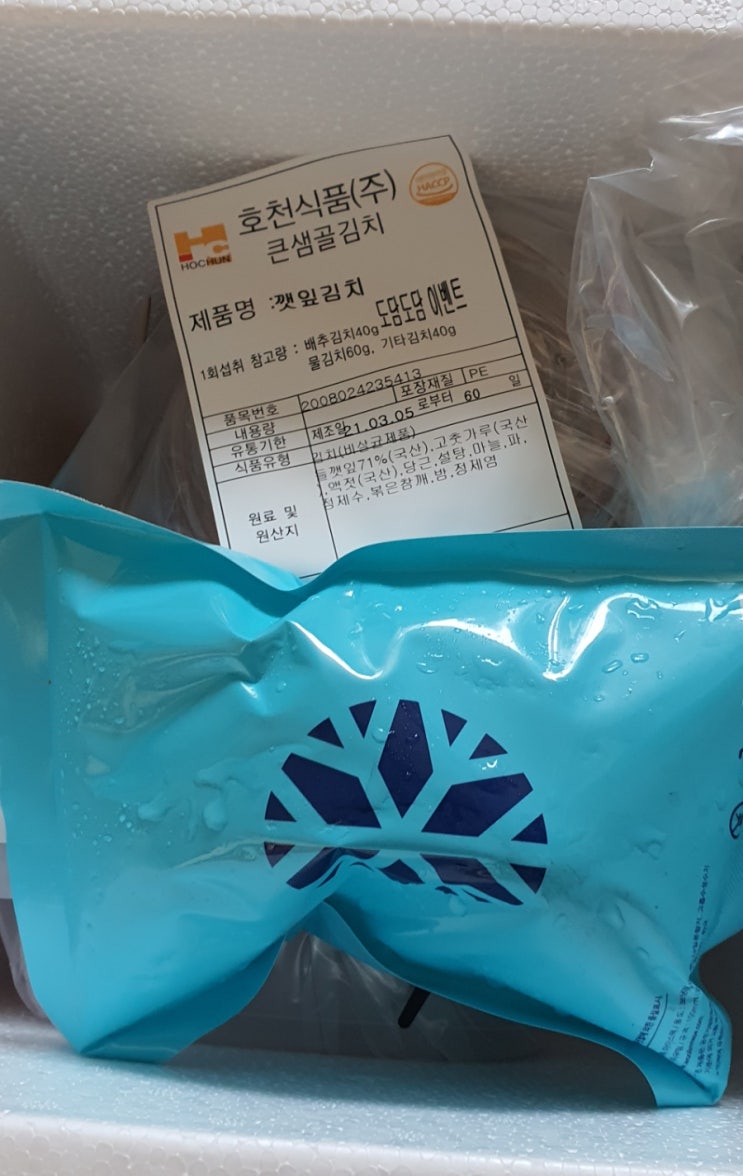 호천식품(주)
HACCP
HOCHUN
큰샘골김치
제품명 :깻잎김치
도담도담 이벤트
1회섭취 참고량 : 배추김치40g
물김치60g, 기타김치40g
품목번호 2008024235413
내용량 포장재질 PE
유통기한 제조일 21.03.05 로부터 60 일
식품유형 김치(비살균제품)
원료 및
원산지
들깻잎71%(국산),고춧가루(국산
),액젓(국산),당근,설탕,마늘,파,
정제수,볶은참깨,밤,정제염